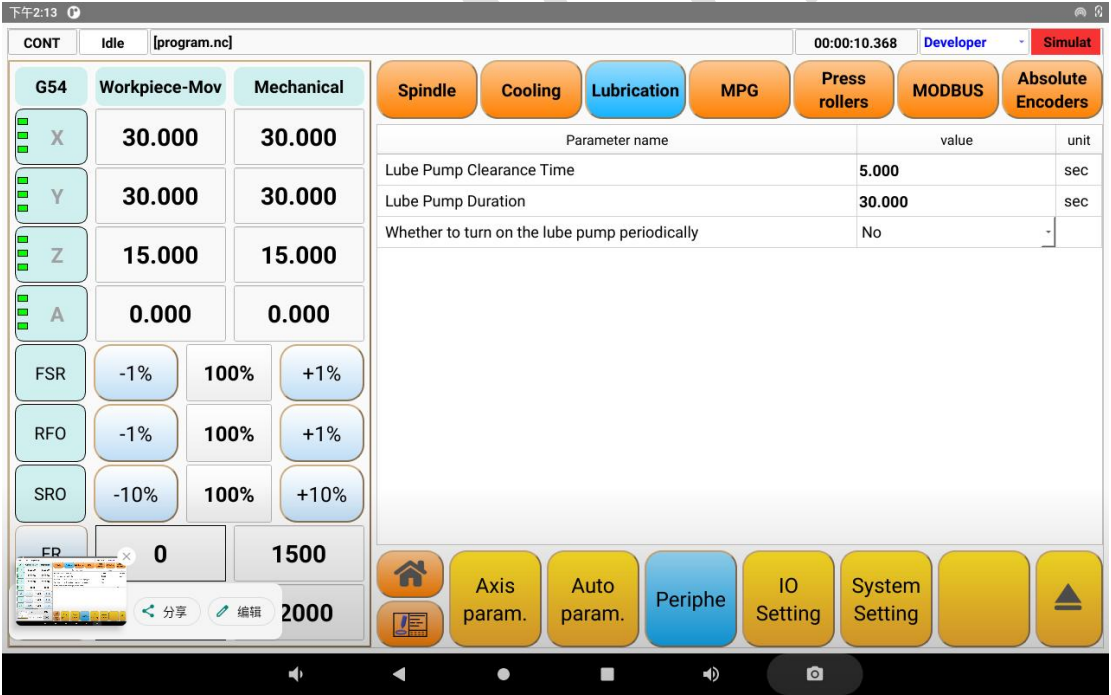 下午2:13
CONT Idle [program.nc] 00:00:10.368 Developer Simulat
G54 Workpiece-Mov Mechanical
X 30.000 30.000
Y 30.000 30.000
Z 15.000 15.000
A 0.000 0.000
FSR -1% 100% +1%
RFO -1% 100% +1%
SRO -10% 100% +10%
FR 0 1500
分享 编辑 2000
Spindle Cooling Lubrication MPG Press rollers MODBUS Absolute Encoders
Parameter name value unit
Lube Pump Clearance Time 5.000 sec
Lube Pump Duration 30.000 sec
Whether to turn on the lube pump periodically No
Axis param. Auto param. Periphe IO Setting System Setting